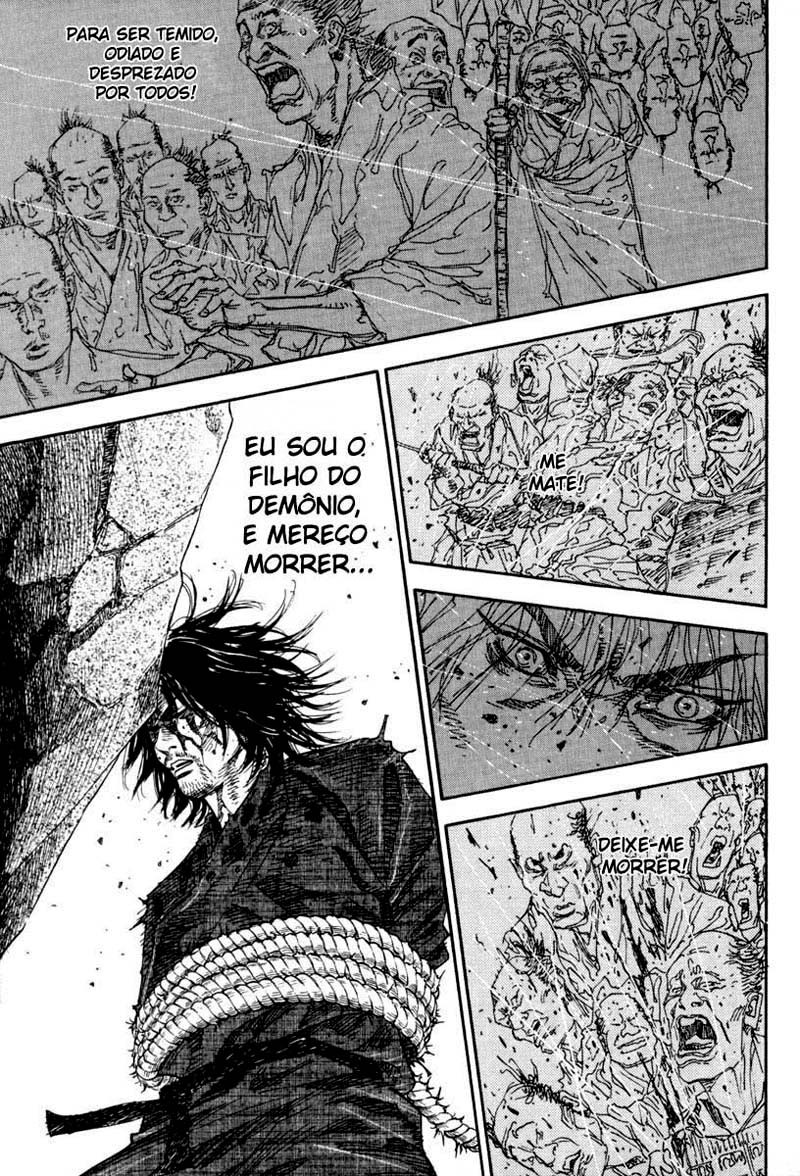 PARA SER TEMIDO,
ODIADO E
DESPREZADO
POR TODOS!
ME
MATE!
EU SOU O
FILHO DO
DEMÔNIO,
E MEREÇO
MORRER...
DEIXE-ME
MORRER!